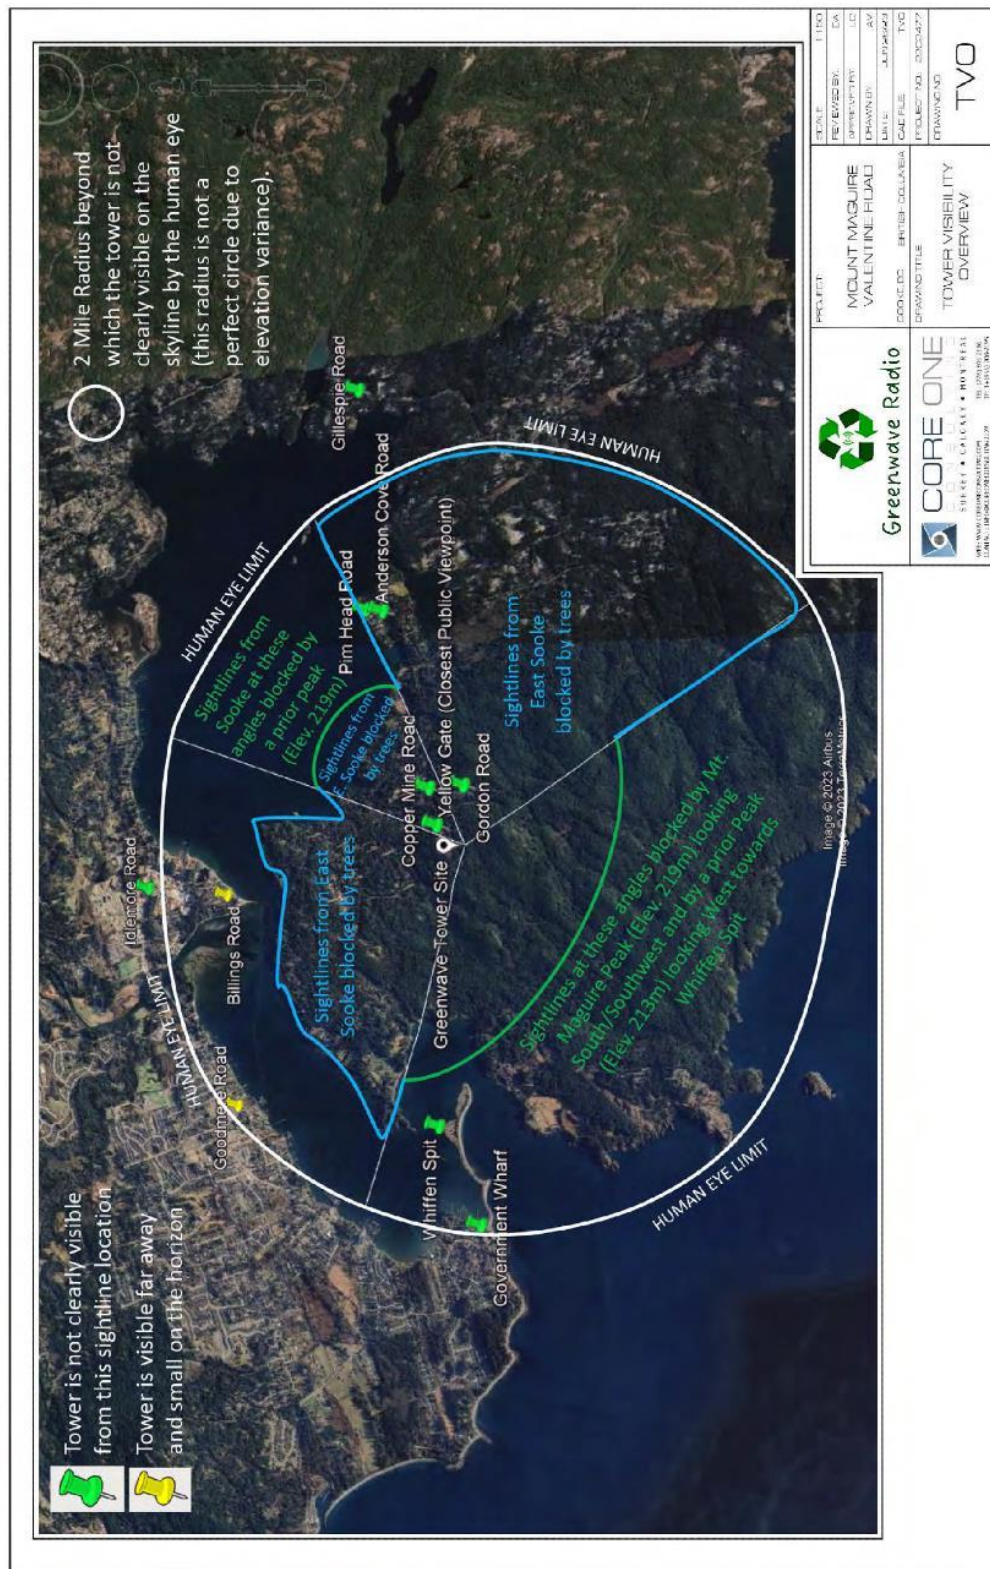 Tower is not clearly visible
from this sightline location
Tower is visible far away
and small on the horizon
2 Mile Radius beyond
which the tower is not
clearly visible on the
skyline by the human eye
(this radius is not a
perfect circle due to
elevation variance).
HUMAN EYE LIMIT
HUMAN EYE LIMIT
HUMAN EYE LIMIT
HUMAN EYE LIMIT
Idlemore Road
Billings Road
Goodmere Road
Whiffen Spit
Government Wharf
Gillespie Road
Pim Head Road
Anderson Cove Road
Copper Mine Road
Yellow Gate (Closest Public Viewpoint)
Greenwave Tower Site
Gordon Road
Sightlines from
Sooke at these
angles blocked by
a prior peak
(Elev. 219m)
Sightlines from
E. Sooke blocked
by trees
Sightlines from East
Sooke blocked by trees
Sightlines from
East Sooke
blocked by trees
Sightlines at these angles blocked by Mt.
Maguire Peak (Elev. 219m) looking
South/Southwest and by a prior Peak
(Elev. 213m) looking West towards
Whiffen Spit
Image © 2023 Airbus
Image © 2023 TerraMetrics
Greenwave Radio
CORE ONE
CONSULTING
SURREY • CALGARY • MONTREAL
PROJECT:
MOUNT MAGUIRE
VALENTINE ROAD
BRITISH COLUMBIA
DRAWING TITLE
TOWER VISIBILITY
OVERVIEW
SCALE
REVIEWED BY:
APPROVED BY:
DRAWN BY:
AV
DATE:
CAD FILE
TVO
PROJECT NO.
DRAWING NO.
TVO